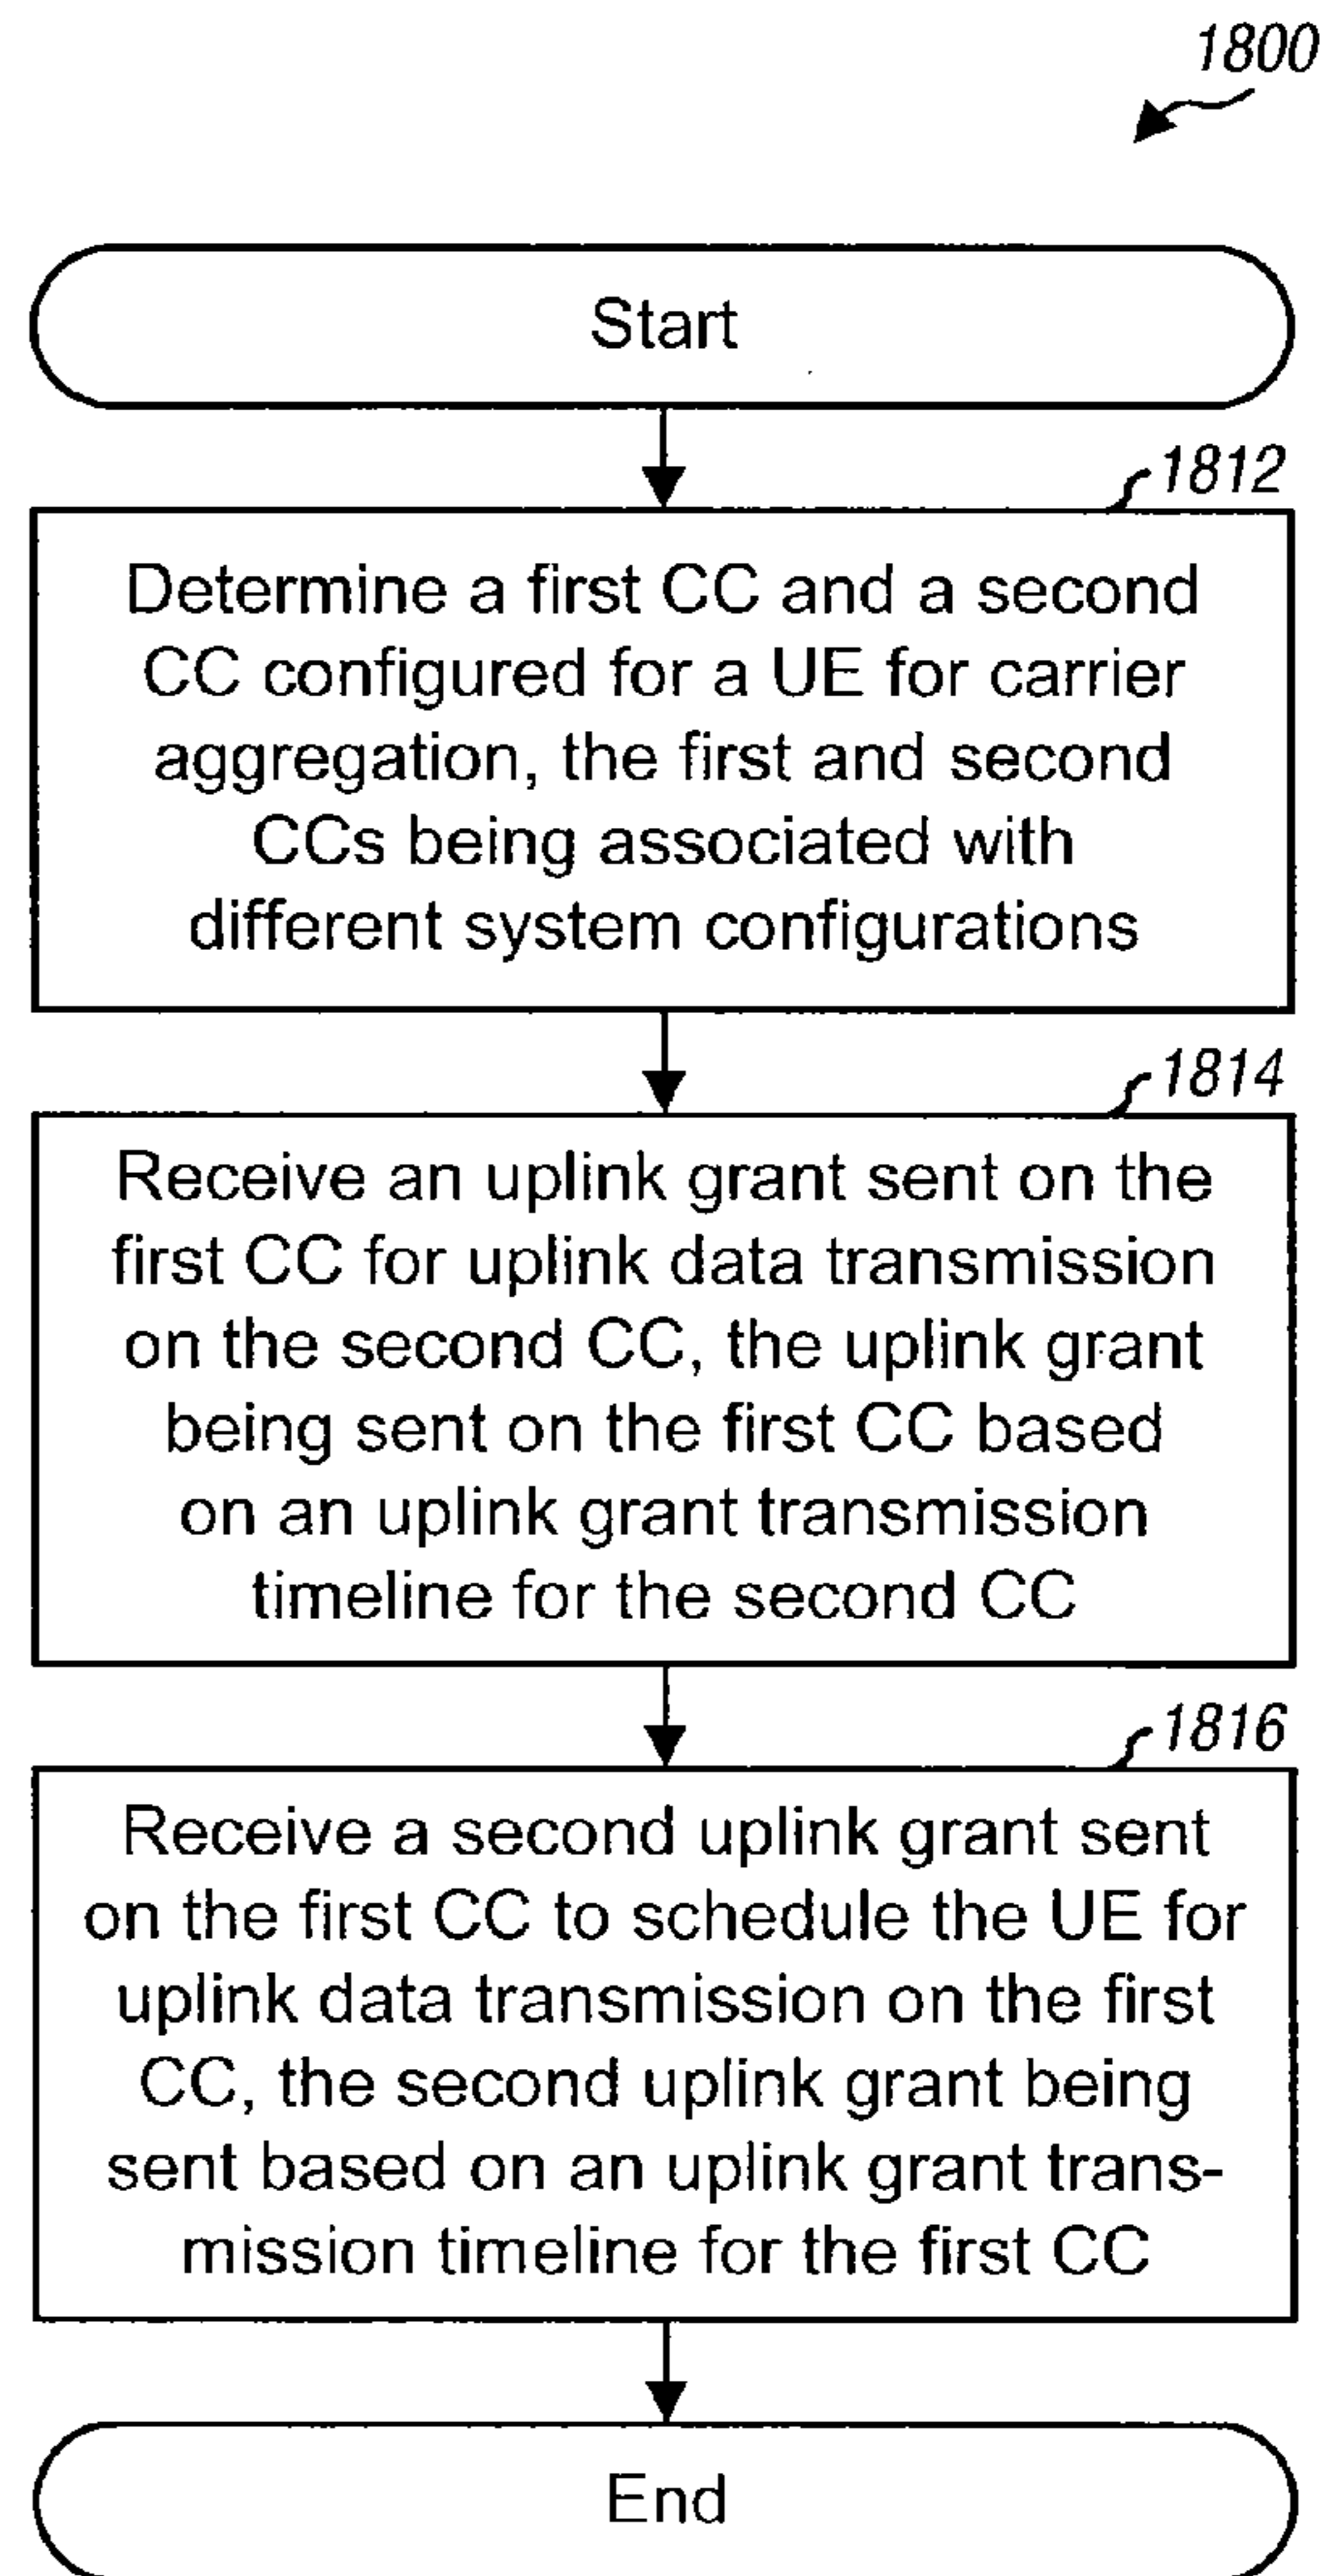 1800
Start
1812
Determine a first CC and a second
CC configured for a UE for carrier
aggregation, the first and second
CCs being associated with
different system configurations
1814
Receive an uplink grant sent on the
first CC for uplink data transmission
on the second CC, the uplink grant
being sent on the first CC based
on an uplink grant transmission
timeline for the second CC
1816
Receive a second uplink grant sent
on the first CC to schedule the UE for
uplink data transmission on the first
CC, the second uplink grant being
sent based on an uplink grant trans-
mission timeline for the first CC
End